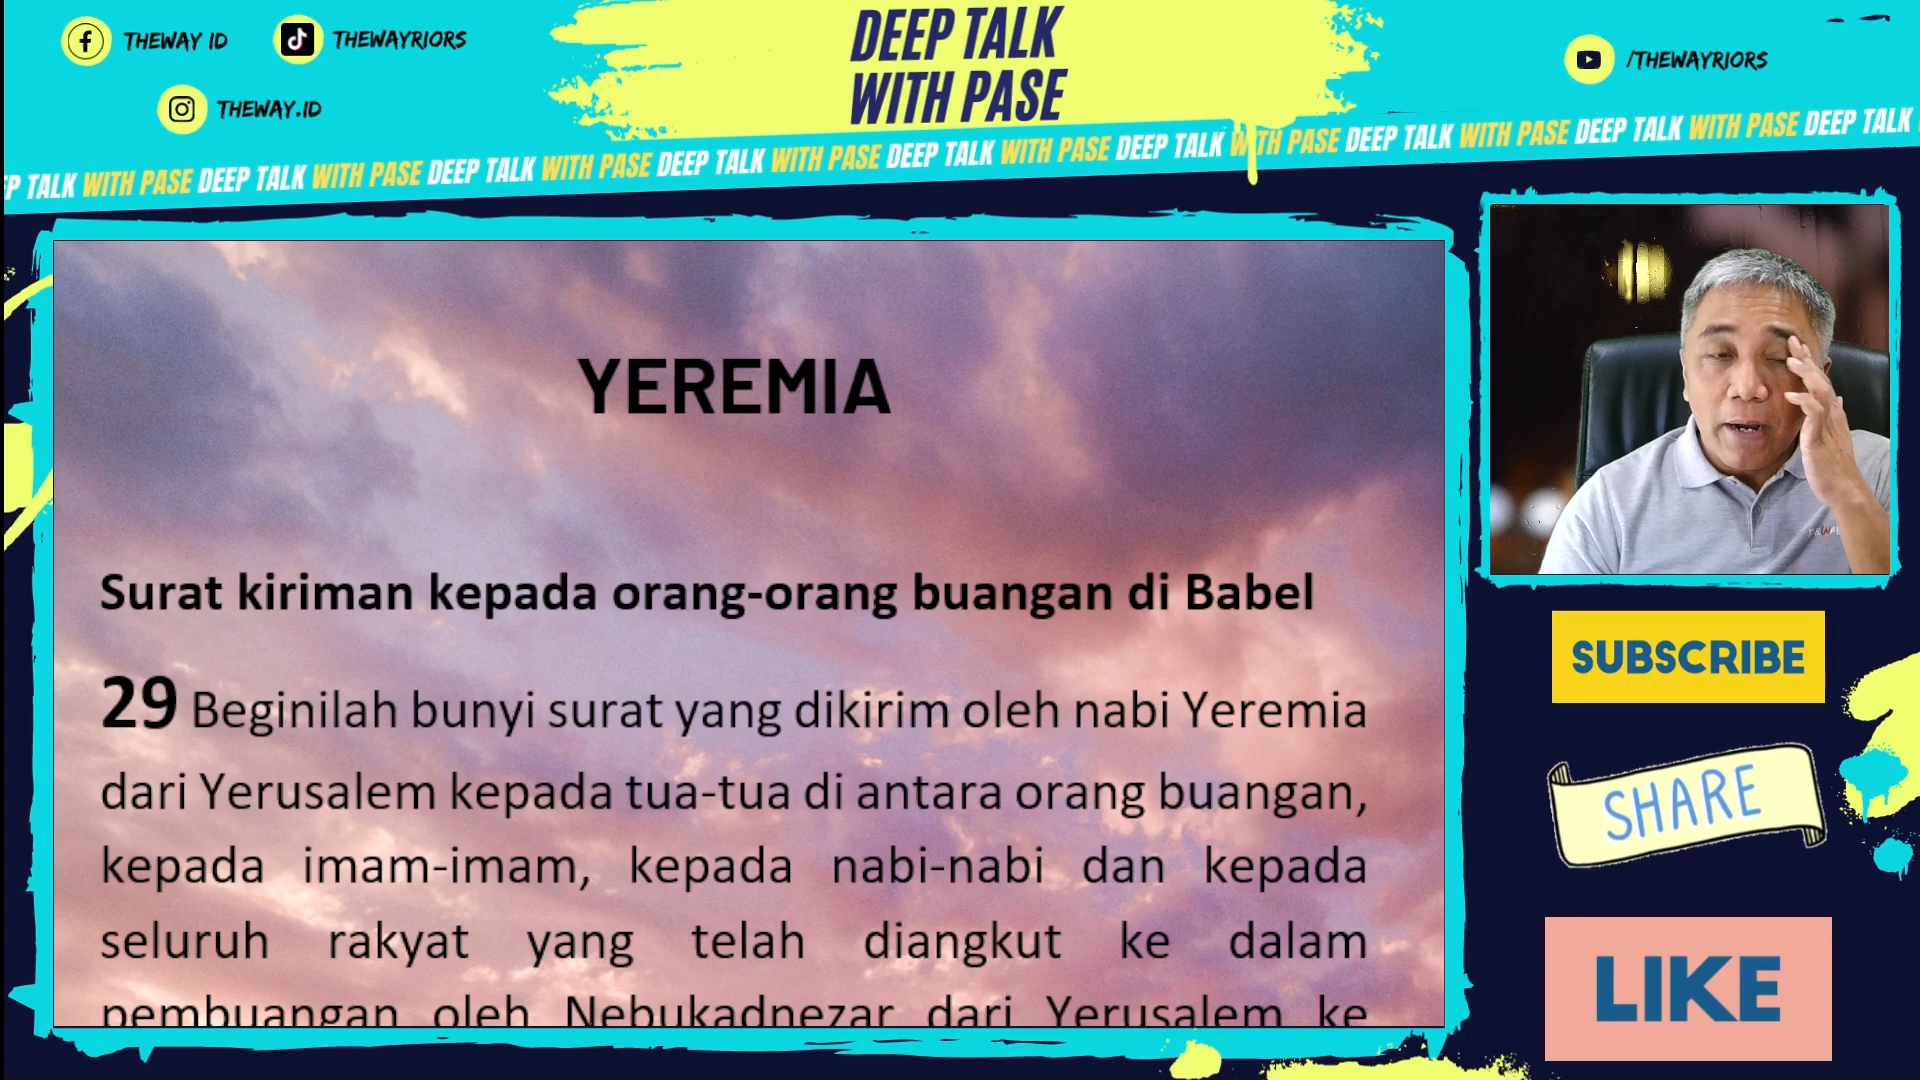 THEWAY ID
THEWAYRIORS
THEWAY.ID
DEEP TALK
WITH PASE
/THEWAYRIORS
P TALK WITH PASE DEEP TALK WITH PASE DEEP TALK WITH PASE DEEP TALK WITH PASE DEEP TALK WITH PASE DEEP TALK WITH PASE DEEP TALK WITH PASE DEEP TALK WITH PASE DEEP TALK
YEREMIA
Surat kiriman kepada orang-orang buangan di Babel
29 Beginilah bunyi surat yang dikirim oleh nabi Yeremia
dari Yerusalem kepada tua-tua di antara orang buangan,
kepada imam-imam, kepada nabi-nabi dan kepada
seluruh rakyat yang telah diangkut ke dalam
pembuangan oleh Nebukadnezar dari Yerusalem ke
SUBSCRIBE
SHARE
LIKE